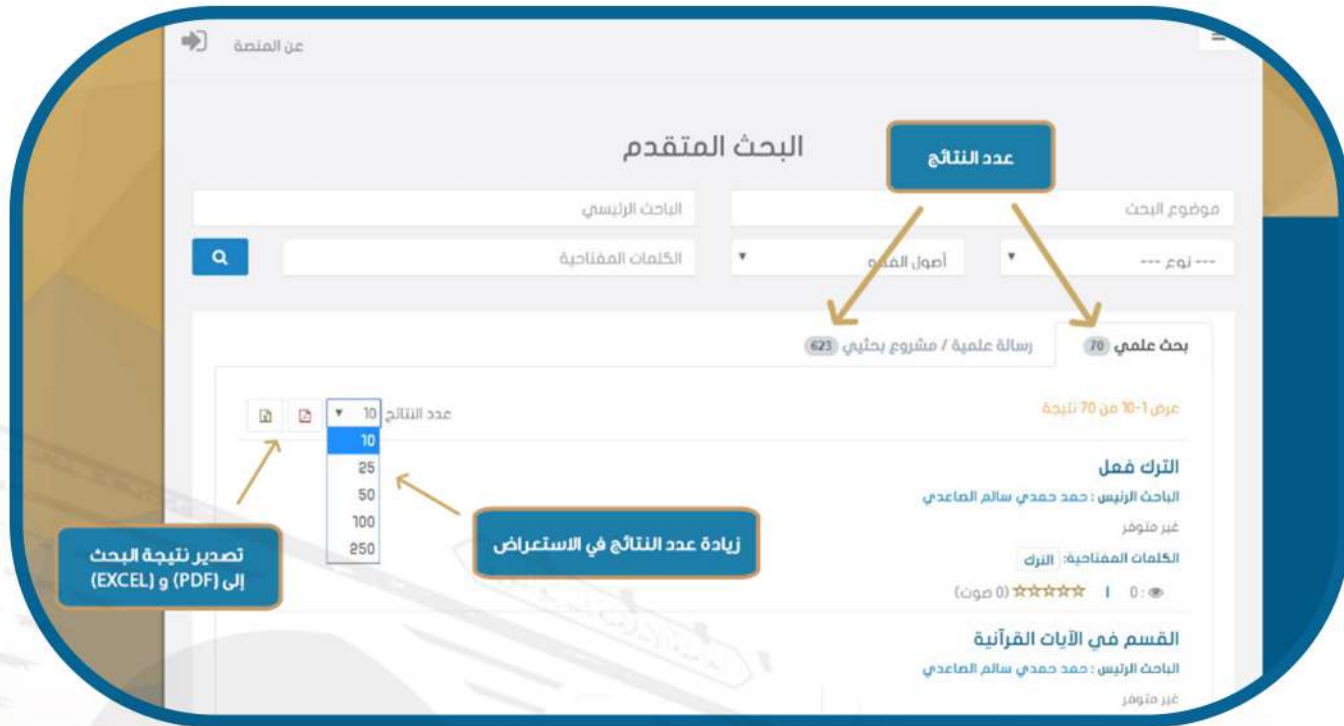 عن المنصة
البحث المتقدم
عدد النتائج
موضوع البحث
الباحث الرئيسي
--- نوع ---
أصول الفقه
الكلمات المفتاحية
بحث علمي 70
رسالة علمية / مشروع بحثيي 623
عرض 1-10 من 70 نتيجة
عدد النتائج 10
10
25
50
100
250
زيادة عدد النتائج في الاستعراض
تصدير نتيجة البحث
إلى (PDF) و (EXCEL)
الترك فعل
الباحث الرئيس : حمد حمدي سالم الصاعدي
غير متوفر
الكلمات المفتاحية: الترك
0 : | (0 صوت)
القسم في الآيات القرآنية
الباحث الرئيس : حمد حمدي سالم الصاعدي
غير متوفر